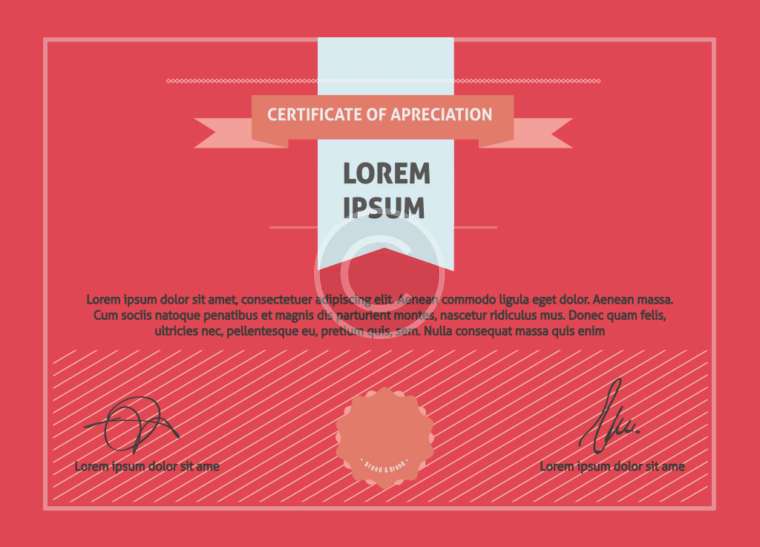 CERTIFICATE OF APRECIATION
LOREM
IPSUM
©
Lorem ipsum dolor sit amet, consectetuer adipiscing elit. Aenean commodo ligula eget dolor. Aenean massa.
Cum sociis natoque penatibus et magnis dis parturient montes, nascetur ridiculus mus. Donec quam felis,
ultricies nec, pellentesque eu, pretium quis, sem. Nulla consequat massa quis enim
Lorem ipsum dolor sit ame
Lorem ipsum dolor sit ame